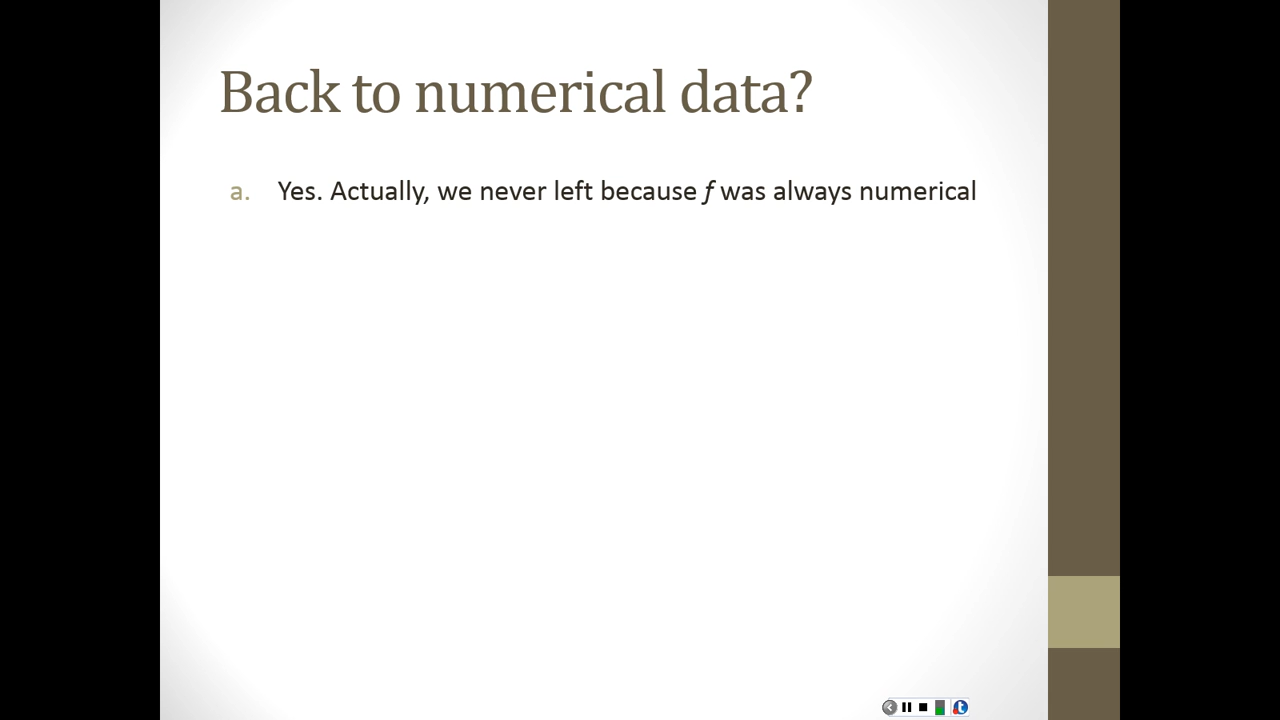 Back to numerical data?
a. Yes. Actually, we never left because f was always numerical